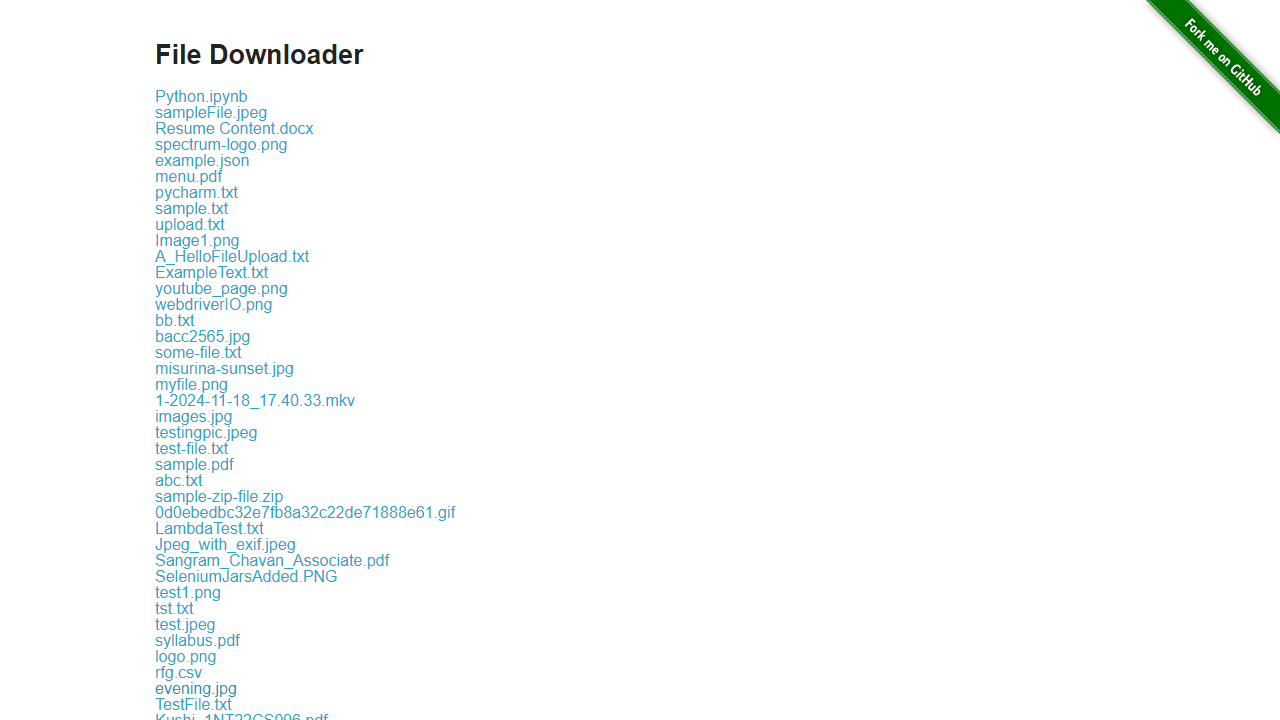 Fork me on GitHub
File Downloader
Python.ipynb
sampleFile.jpeg
Resume Content.docx
spectrum-logo.png
example.json
menu.pdf
pycharm.txt
sample.txt
upload.txt
Image1.png
A_HelloFileUpload.txt
ExampleText.txt
youtube_page.png
webdriverIO.png
bb.txt
bacc2565.jpg
some-file.txt
misurina-sunset.jpg
myfile.png
1-2024-11-18_17.40.33.mkv
images.jpg
testingpic.jpeg
test-file.txt
sample.pdf
abc.txt
sample-zip-file.zip
0d0ebedbc32e7fb8a32c22de71888e61.gif
LambdaTest.txt
Jpeg_with_exif.jpeg
Sangram_Chavan_Associate.pdf
SeleniumJarsAdded.PNG
test1.png
tst.txt
test.jpeg
syllabus.pdf
logo.png
rfg.csv
evening.jpg
TestFile.txt
Kushi_1NT22CS096.pdf